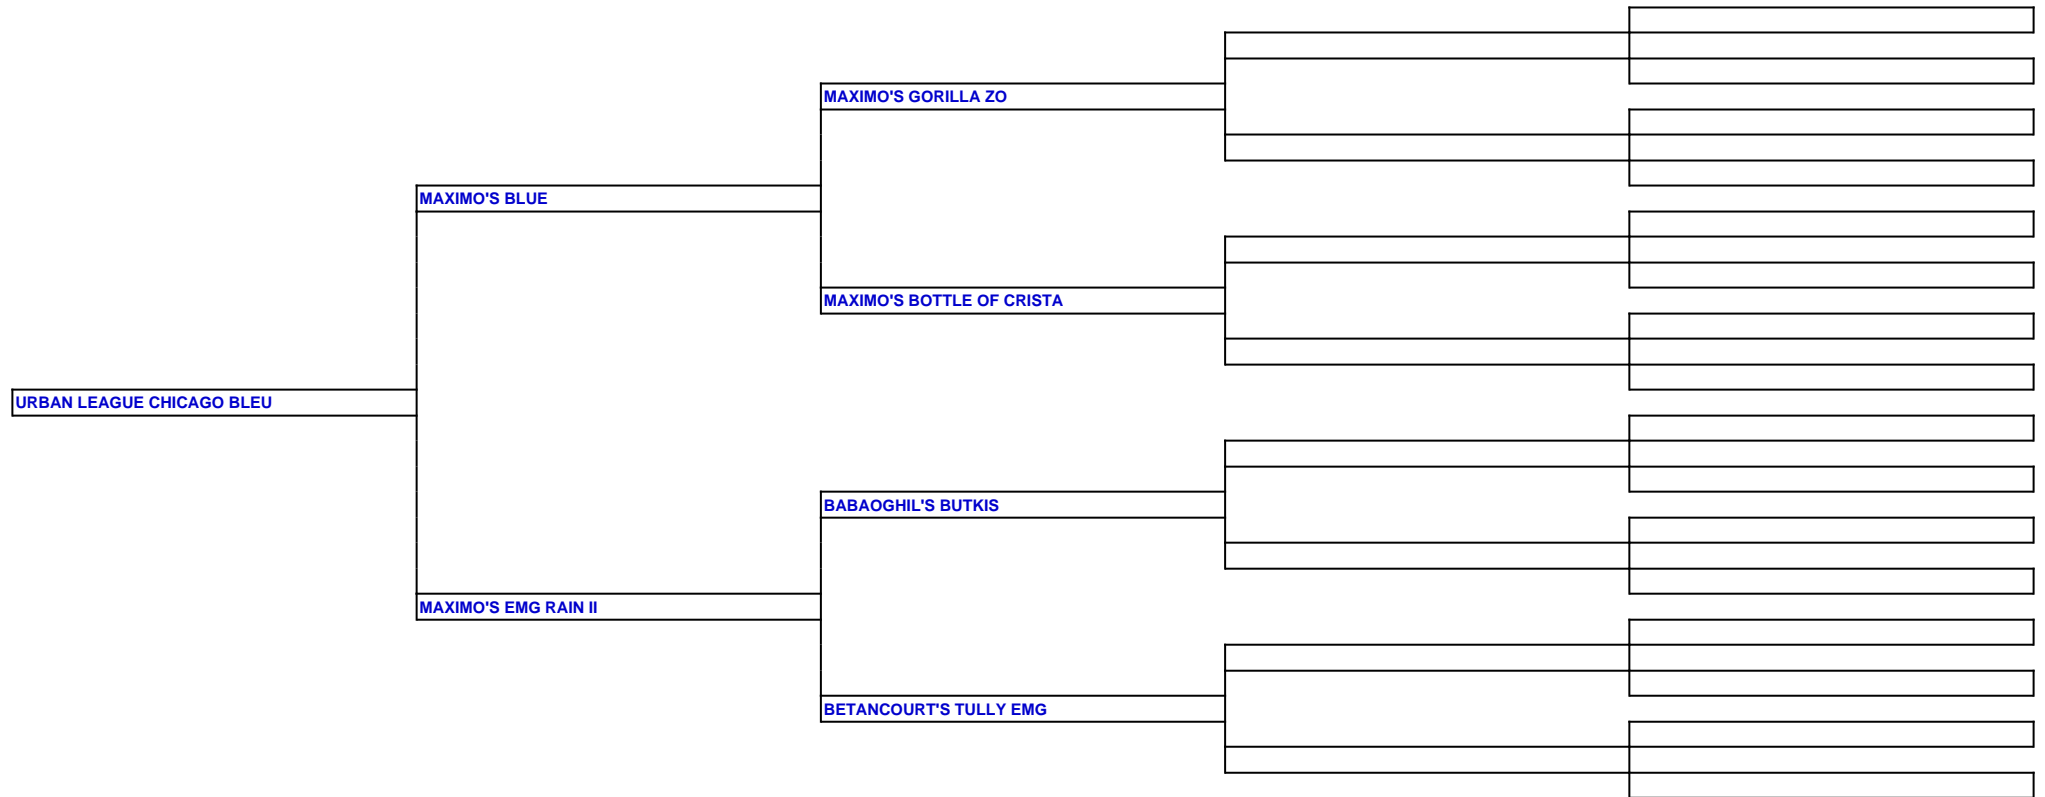 MAXIMO'S GORILLA ZO
MAXIMO'S BLUE
MAXIMO'S BOTTLE OF CRISTA
URBAN LEAGUE CHICAGO BLEU
BABAOGHIL'S BUTKIS
MAXIMO'S EMG RAIN II
BETANCOURT'S TULLY EMG